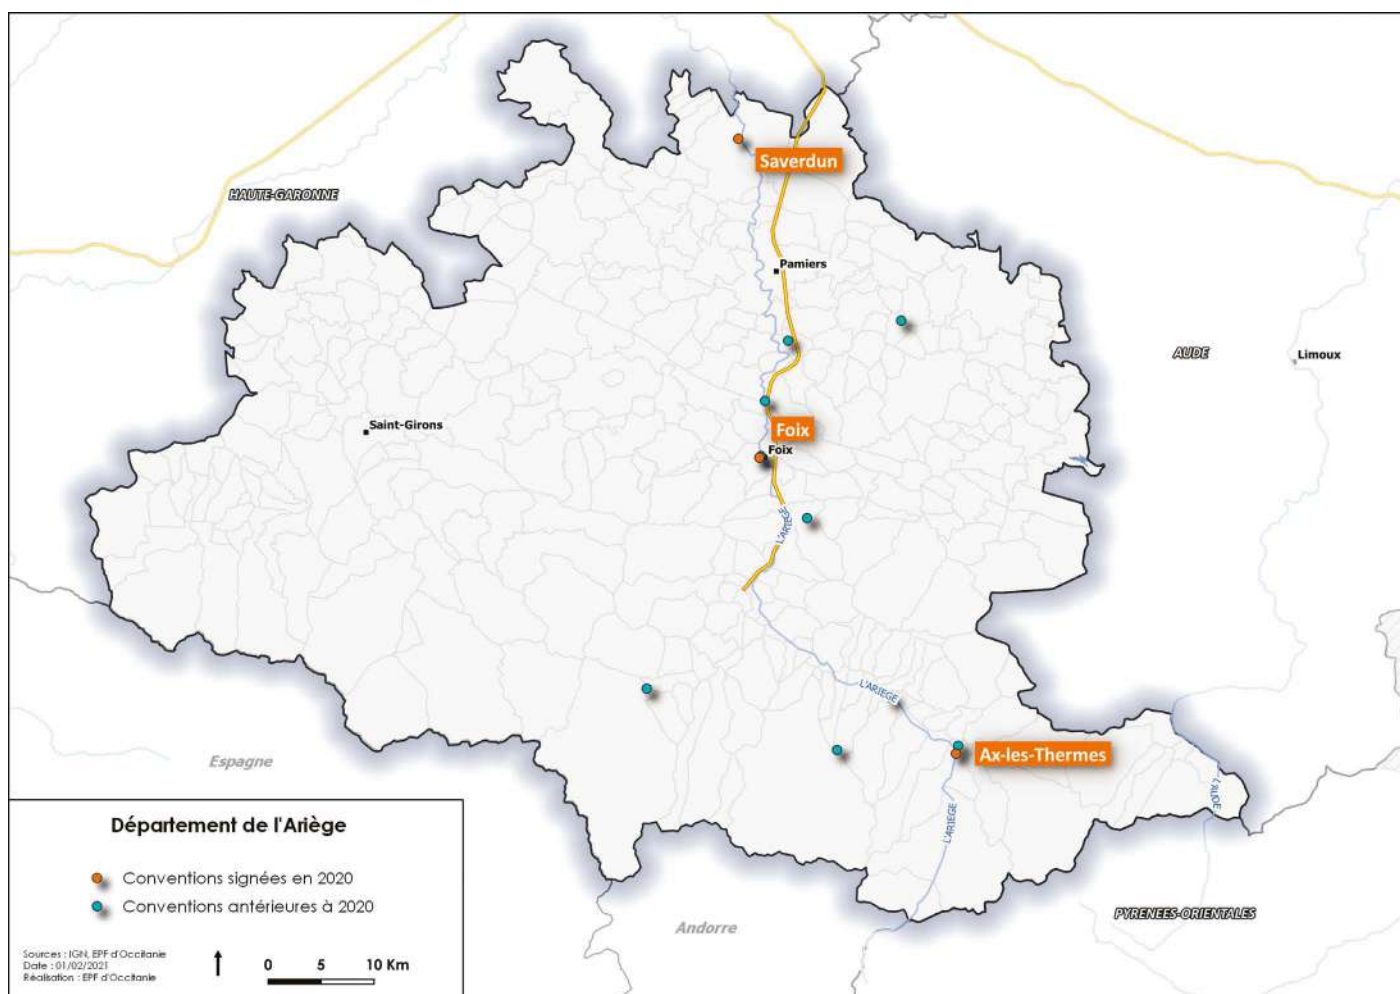 Saverdun
HAUTE-GARONNE
Pamiers
AUDE
Limoux
Saint-Girons
Foix
Foix
L'ARIEGE
L'ARIEGE
Ax-les-Thermes
Espagne
L'AUDE
L'ARIEGE
Andorre
PYRENEES-ORIENTALES
Département de l'Ariège
Conventions signées en 2020
Conventions antérieures à 2020
Sources : IGN, EPF d'Occitanie
Date : 01/02/2021
Réalisation : EPF d'Occitanie
0 5 10 Km